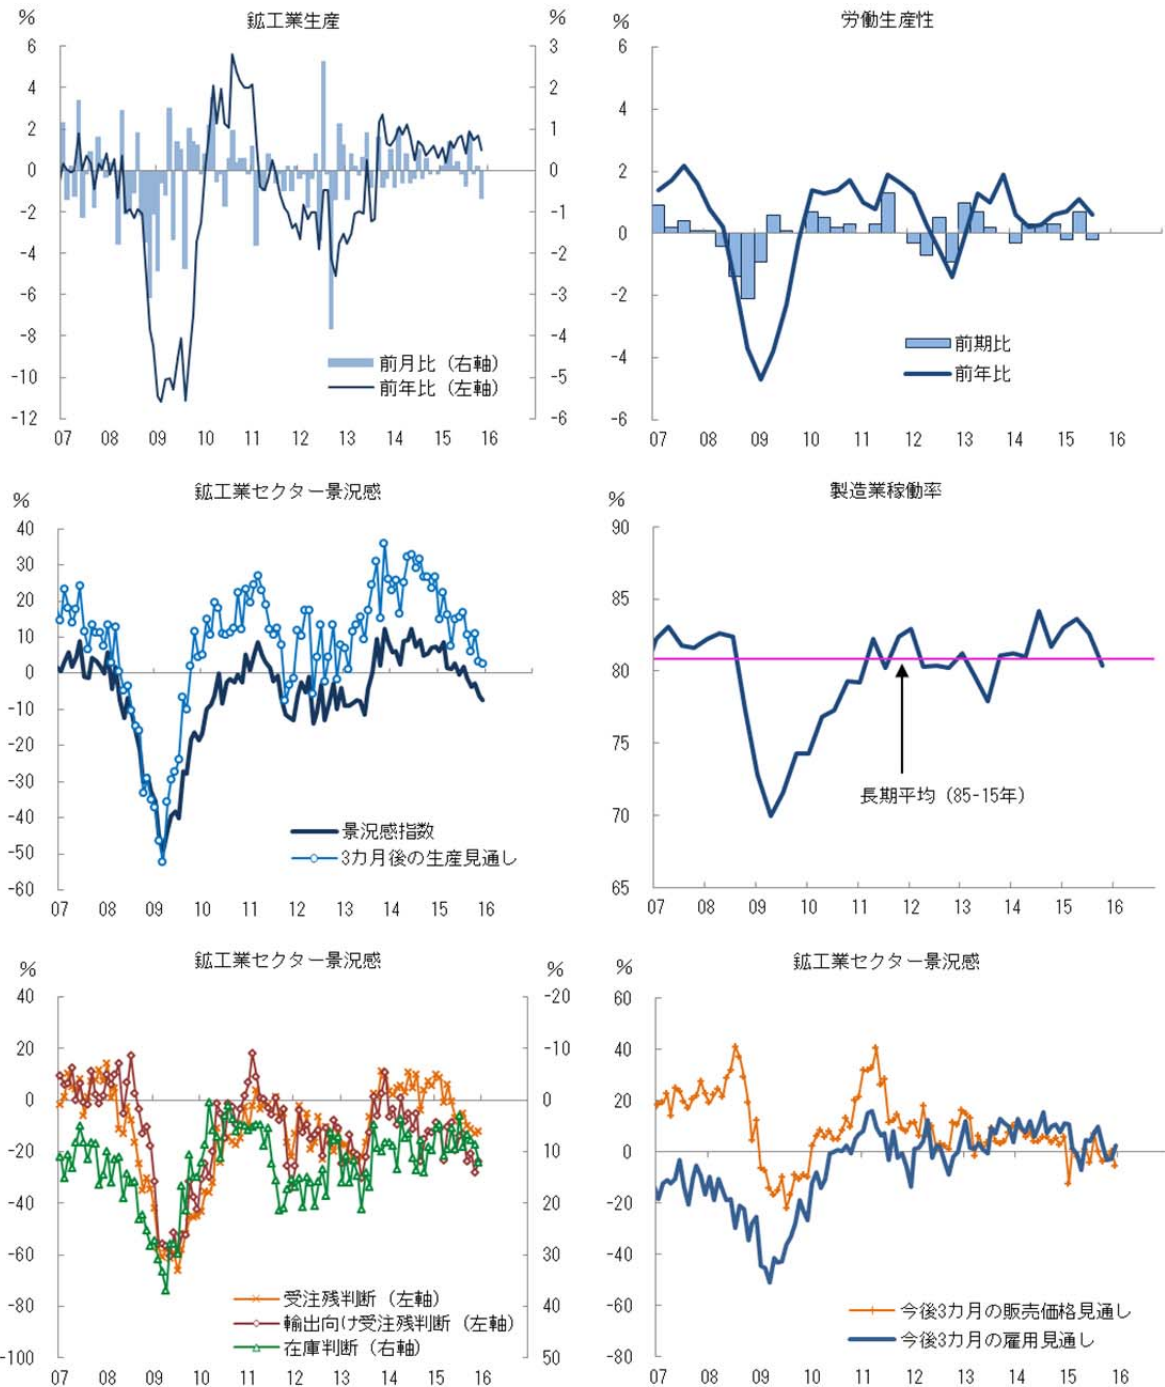 鉱工業生産
% %
6 3
4 2
2 1
0 0
-2 -1
-4 -2
-6 -3
-8 -4
-10 -5
-12 -6
前月比（右軸）
前年比（左軸）
07 08 09 10 11 12 13 14 15 16
労働生産性
%
6
4
2
0
-2
-4
-6
前期比
前年比
07 08 09 10 11 12 13 14 15 16
鉱工業セクター景況感
%
40
30
20
10
0
-10
-20
-30
-40
-50
-60
景況感指数
3カ月後の生産見通し
07 08 09 10 11 12 13 14 15 16
製造業稼働率
%
90
85
80
75
70
65
長期平均（85-15年）
07 08 09 10 11 12 13 14 15 16
鉱工業セクター景況感
% %
40 -20
20 -10
0 0
-20 10
-40 20
-60 30
-80 40
-100 50
受注残判断（左軸）
輸出向け受注残判断（左軸）
在庫判断（右軸）
07 08 09 10 11 12 13 14 15 16
鉱工業セクター景況感
%
60
40
20
0
-20
-40
-60
-80
今後3カ月の販売価格見通し
今後3カ月の雇用見通し
07 08 09 10 11 12 13 14 15 16